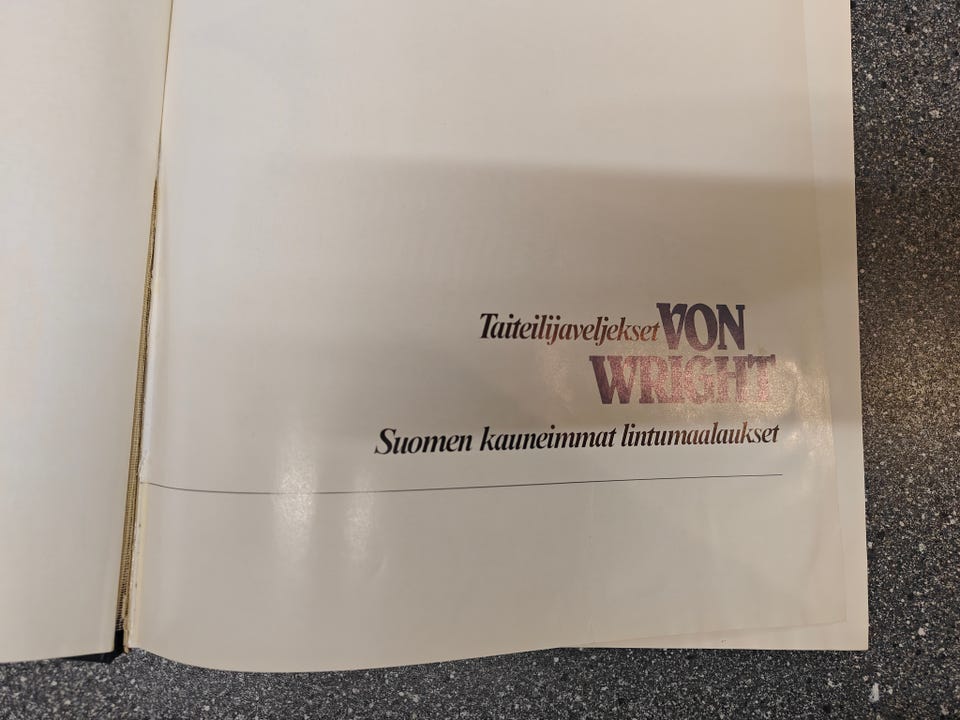 Taiteilijaveljekset VON
WRIGHT
Suomen kauneimmat lintumaalaukset